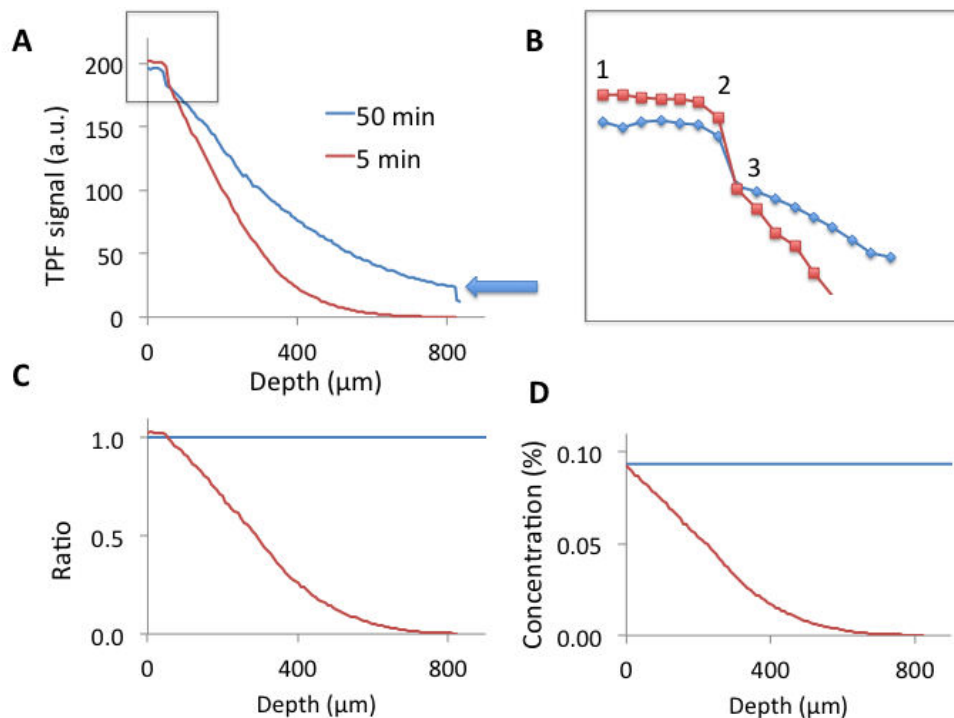 A
TPF signal (a.u.)
200
150
100
50
0
50 min
5 min
0
400
800
Depth (µm)
B
1
2
3
C
Ratio
1.0
0.5
0.0
0
400
800
Depth (µm)
D
Concentration (%)
0.10
0.05
0.00
0
400
800
Depth (µm)